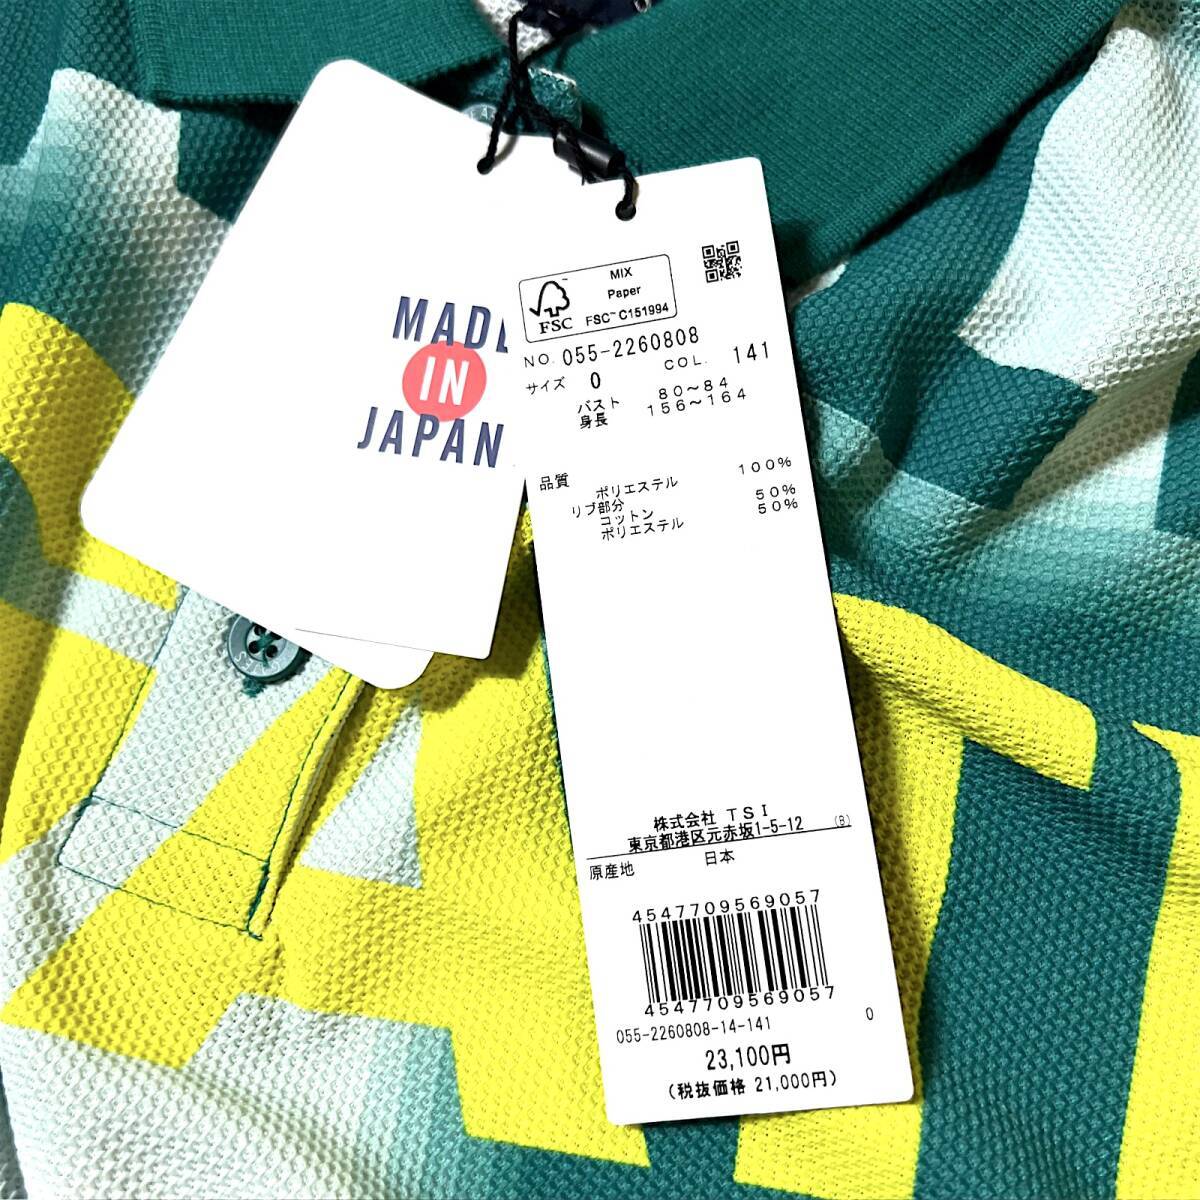 MADE
IN
JAPAN
MIX
Paper
FSC
FSC™ C151994
NO. 055-2260808
サイズ 0 COL. 141
バスト 80～84
身長 156～164
品質
ポリエステル 100%
リブ部分
コットン 50%
ポリエステル 50%
株式会社 TSI
東京都港区元赤坂1-5-12 (B)
原産地 日本
4547709569057
4547709569057
055-2260808-14-141 0
23,100円
(税抜価格 21,000円)